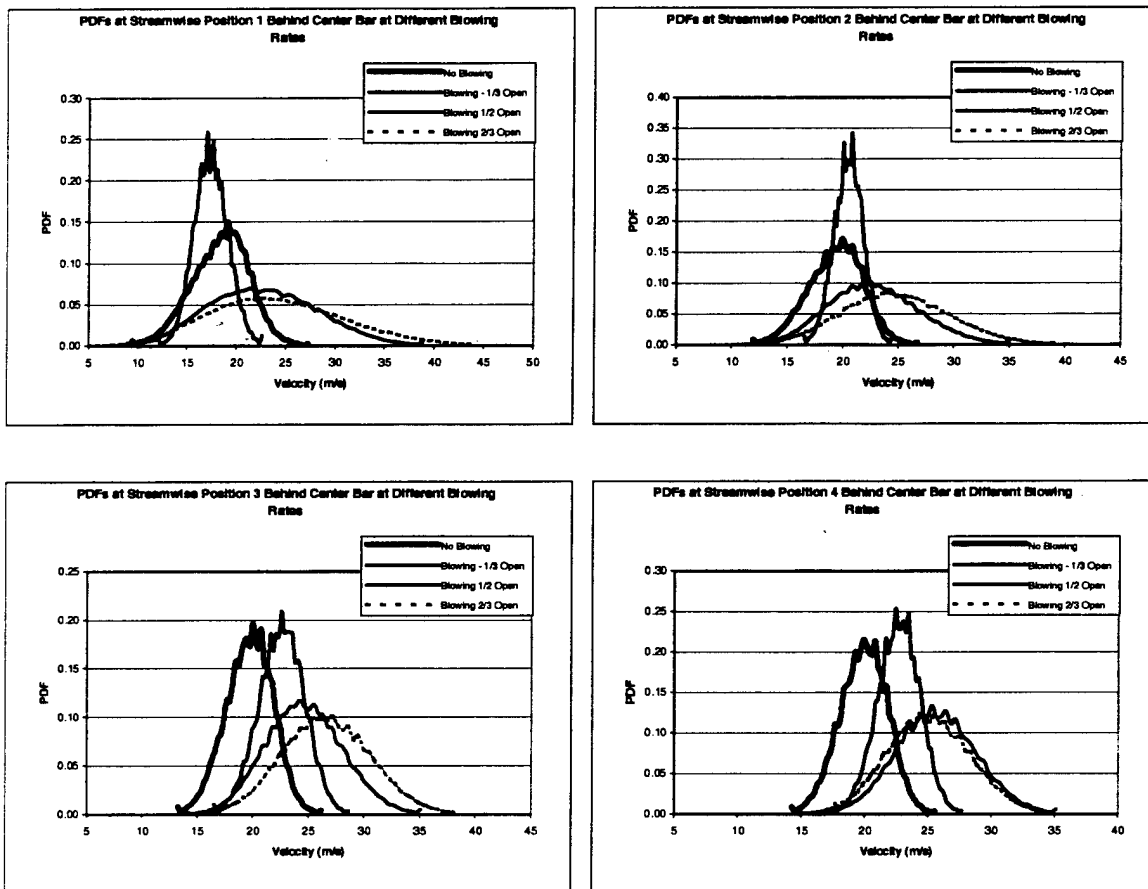 PDFs at Streamwise Position 1 Behind Center Bar at Different Blowing
Rates
No Blowing
Blowing - 1/3 Open
Blowing 1/2 Open
Blowing 2/3 Open
0.30
0.25
0.20
0.15
0.10
0.05
0.00
PDF
5 10 15 20 25 30 35 40 45 50
Velocity (m/s)
PDFs at Streamwise Position 2 Behind Center Bar at Different Blowing
Rates
No Blowing
Blowing - 1/3 Open
Blowing 1/2 Open
Blowing 2/3 Open
0.40
0.35
0.30
0.25
0.20
0.15
0.10
0.05
0.00
PDF
5 10 15 20 25 30 35 40 45
Velocity (m/s)
PDFs at Streamwise Position 3 Behind Center Bar at Different Blowing
Rates
No Blowing
Blowing - 1/3 Open
Blowing 1/2 Open
Blowing 2/3 Open
0.25
0.20
0.15
0.10
0.05
0.00
PDF
5 10 15 20 25 30 35 40 45
Velocity (m/s)
PDFs at Streamwise Position 4 Behind Center Bar at Different Blowing
Rates
No Blowing
Blowing - 1/3 Open
Blowing 1/2 Open
Blowing 2/3 Open
0.30
0.25
0.20
0.15
0.10
0.05
0.00
PDF
5 10 15 20 25 30 35 40
Velocity (m/s)